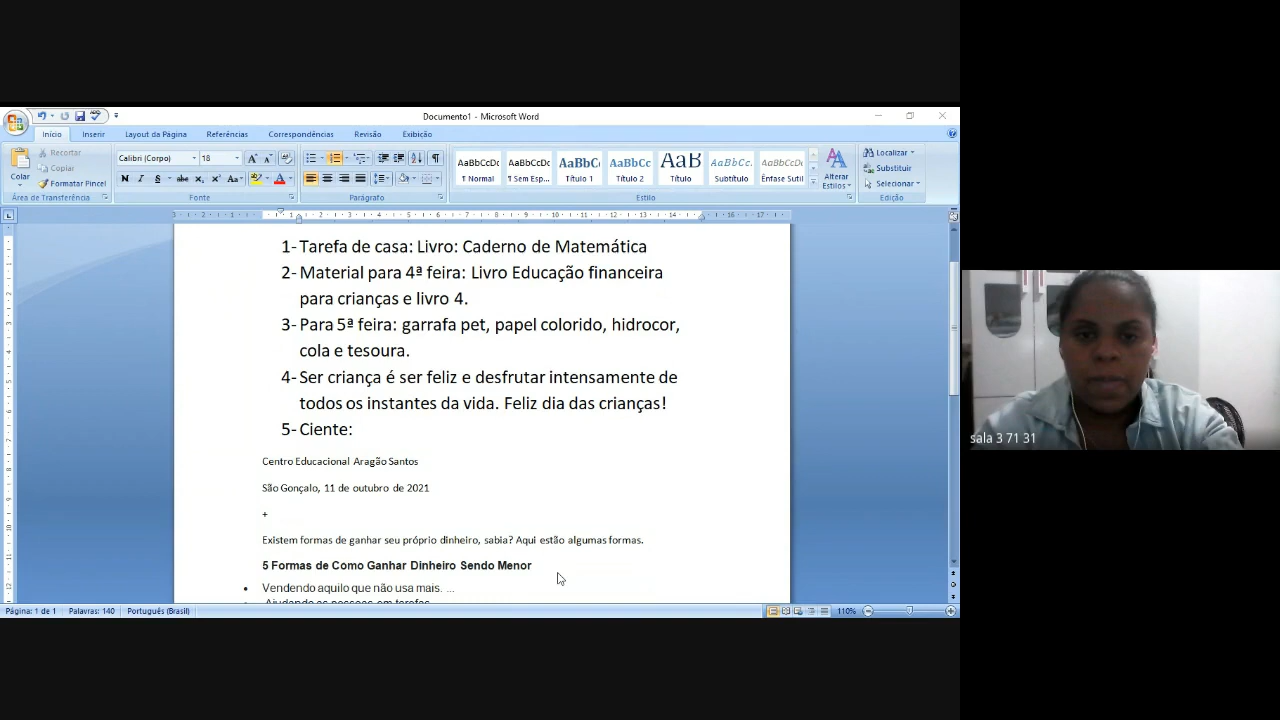 Documento1 - Microsoft Word
Início Inserir Layout da Página Referências Correspondências Revisão Exibição
Colar
Recortar
Copiar
Formatar Pincel
Área de Transferência
Calibri (Corpo) 18
Fonte
Parágrafo
AaBbCcDc AaBbCcDc AaBbC AaBbCc AaB AaBbCc. AaBbCcDc
¶ Normal ¶ Sem Esp... Título 1 Título 2 Título Subtítulo Ênfase Sutil
Alterar Estilos
Estilo
Localizar
Substituir
Selecionar
Edição
1- Tarefa de casa: Livro: Caderno de Matemática
2- Material para 4ª feira: Livro Educação financeira
para crianças e livro 4.
3- Para 5ª feira: garrafa pet, papel colorido, hidrocor,
cola e tesoura.
4- Ser criança é ser feliz e desfrutar intensamente de
todos os instantes da vida. Feliz dia das crianças!
5- Ciente:
Centro Educacional Aragão Santos
São Gonçalo, 11 de outubro de 2021
+
Existem formas de ganhar seu próprio dinheiro, sabia? Aqui estão algumas formas.
5 Formas de Como Ganhar Dinheiro Sendo Menor
• Vendendo aquilo que não usa mais. ...
Página: 1 de 1 Palavras: 140 Português (Brasil) 110%
sala 3 71 31